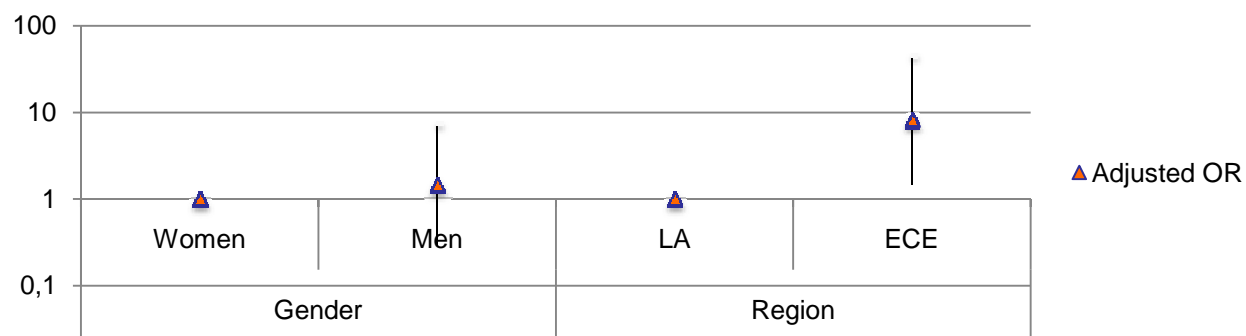 100
10
Adjusted OR
1
Women Men LA ECE
0,1
Gender Region